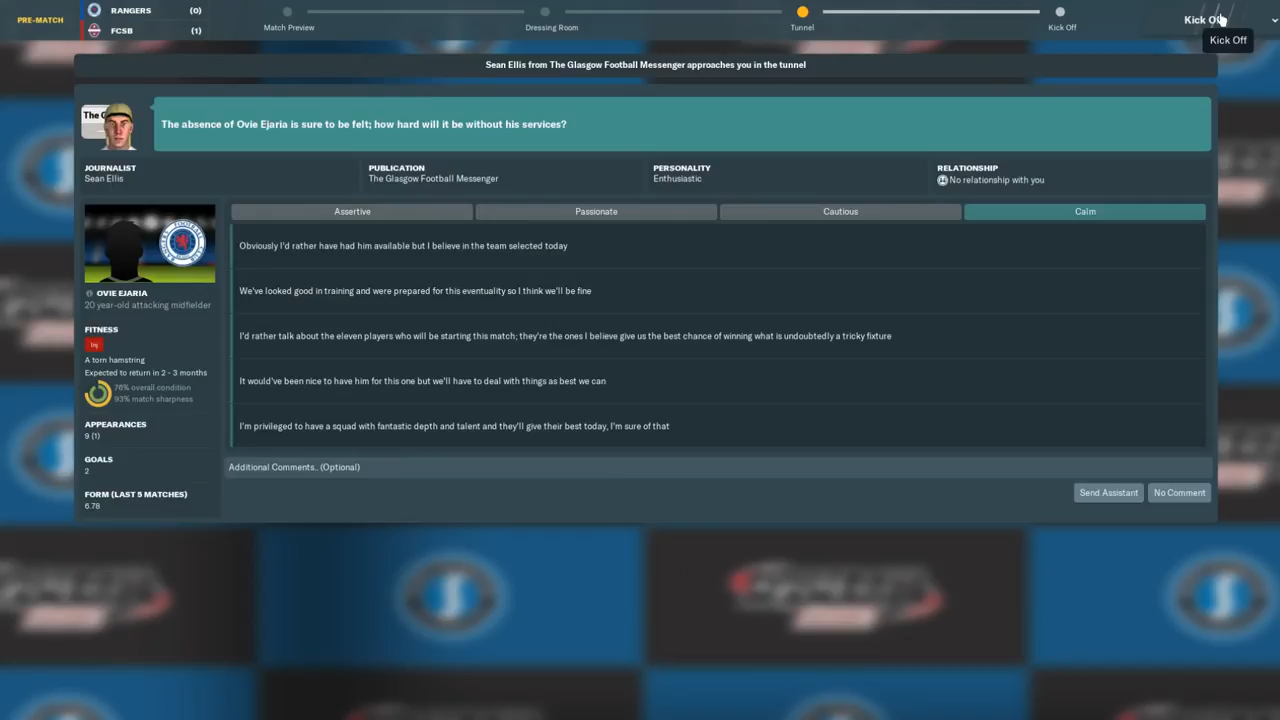 PRE-MATCH
RANGERS (0)
FCSB (1)
Match Preview
Dressing Room
Tunnel
Kick Off
Kick Off
Kick Off
Sean Ellis from The Glasgow Football Messenger approaches you in the tunnel
The absence of Ovie Ejaria is sure to be felt; how hard will it be without his services?
JOURNALIST
Sean Ellis
PUBLICATION
The Glasgow Football Messenger
PERSONALITY
Enthusiastic
RELATIONSHIP
No relationship with you
OVIE EJARIA
20 year-old attacking midfielder
FITNESS
Inj
A torn hamstring
Expected to return in 2 - 3 months
76% overall condition
93% match sharpness
APPEARANCES
9 (1)
GOALS
2
FORM (LAST 5 MATCHES)
6.78
Assertive
Passionate
Cautious
Calm
Obviously I'd rather have had him available but I believe in the team selected today
We've looked good in training and were prepared for this eventuality so I think we'll be fine
I'd rather talk about the eleven players who will be starting this match; they're the ones I believe give us the best chance of winning what is undoubtedly a tricky fixture
It would've been nice to have him for this one but we'll have to deal with things as best we can
I'm privileged to have a squad with fantastic depth and talent and they'll give their best today, I'm sure of that
Additional Comments.. (Optional)
Send Assistant
No Comment